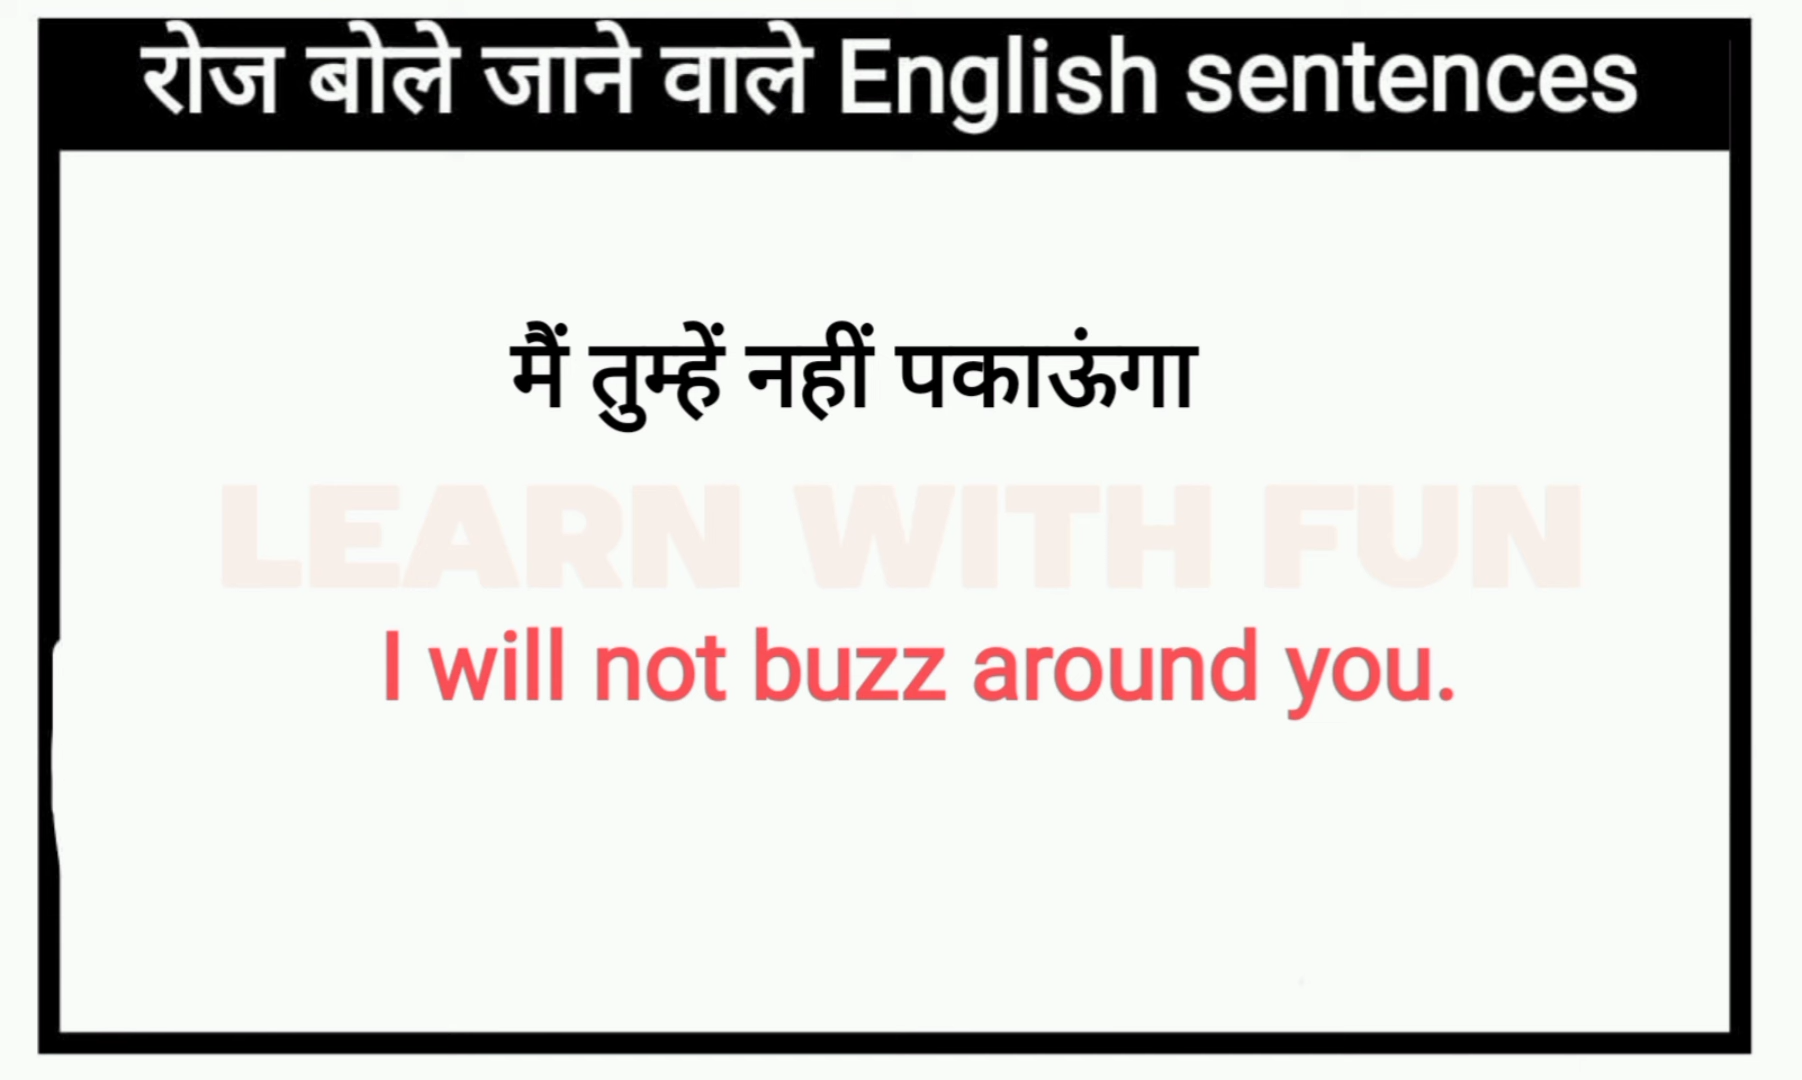 रोज बोले जाने वाले English sentences
मैं तुम्हें नहीं पकाऊंगा
LEARN WITH FUN
I will not buzz around you.